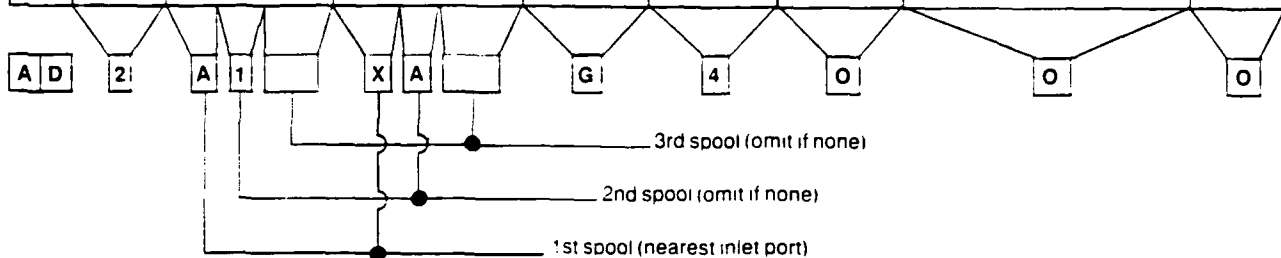 A D 2 A 1 X A G 4 O O O
3rd spool (omit if none)
2nd spool (omit if none)
1st spool (nearest inlet port)